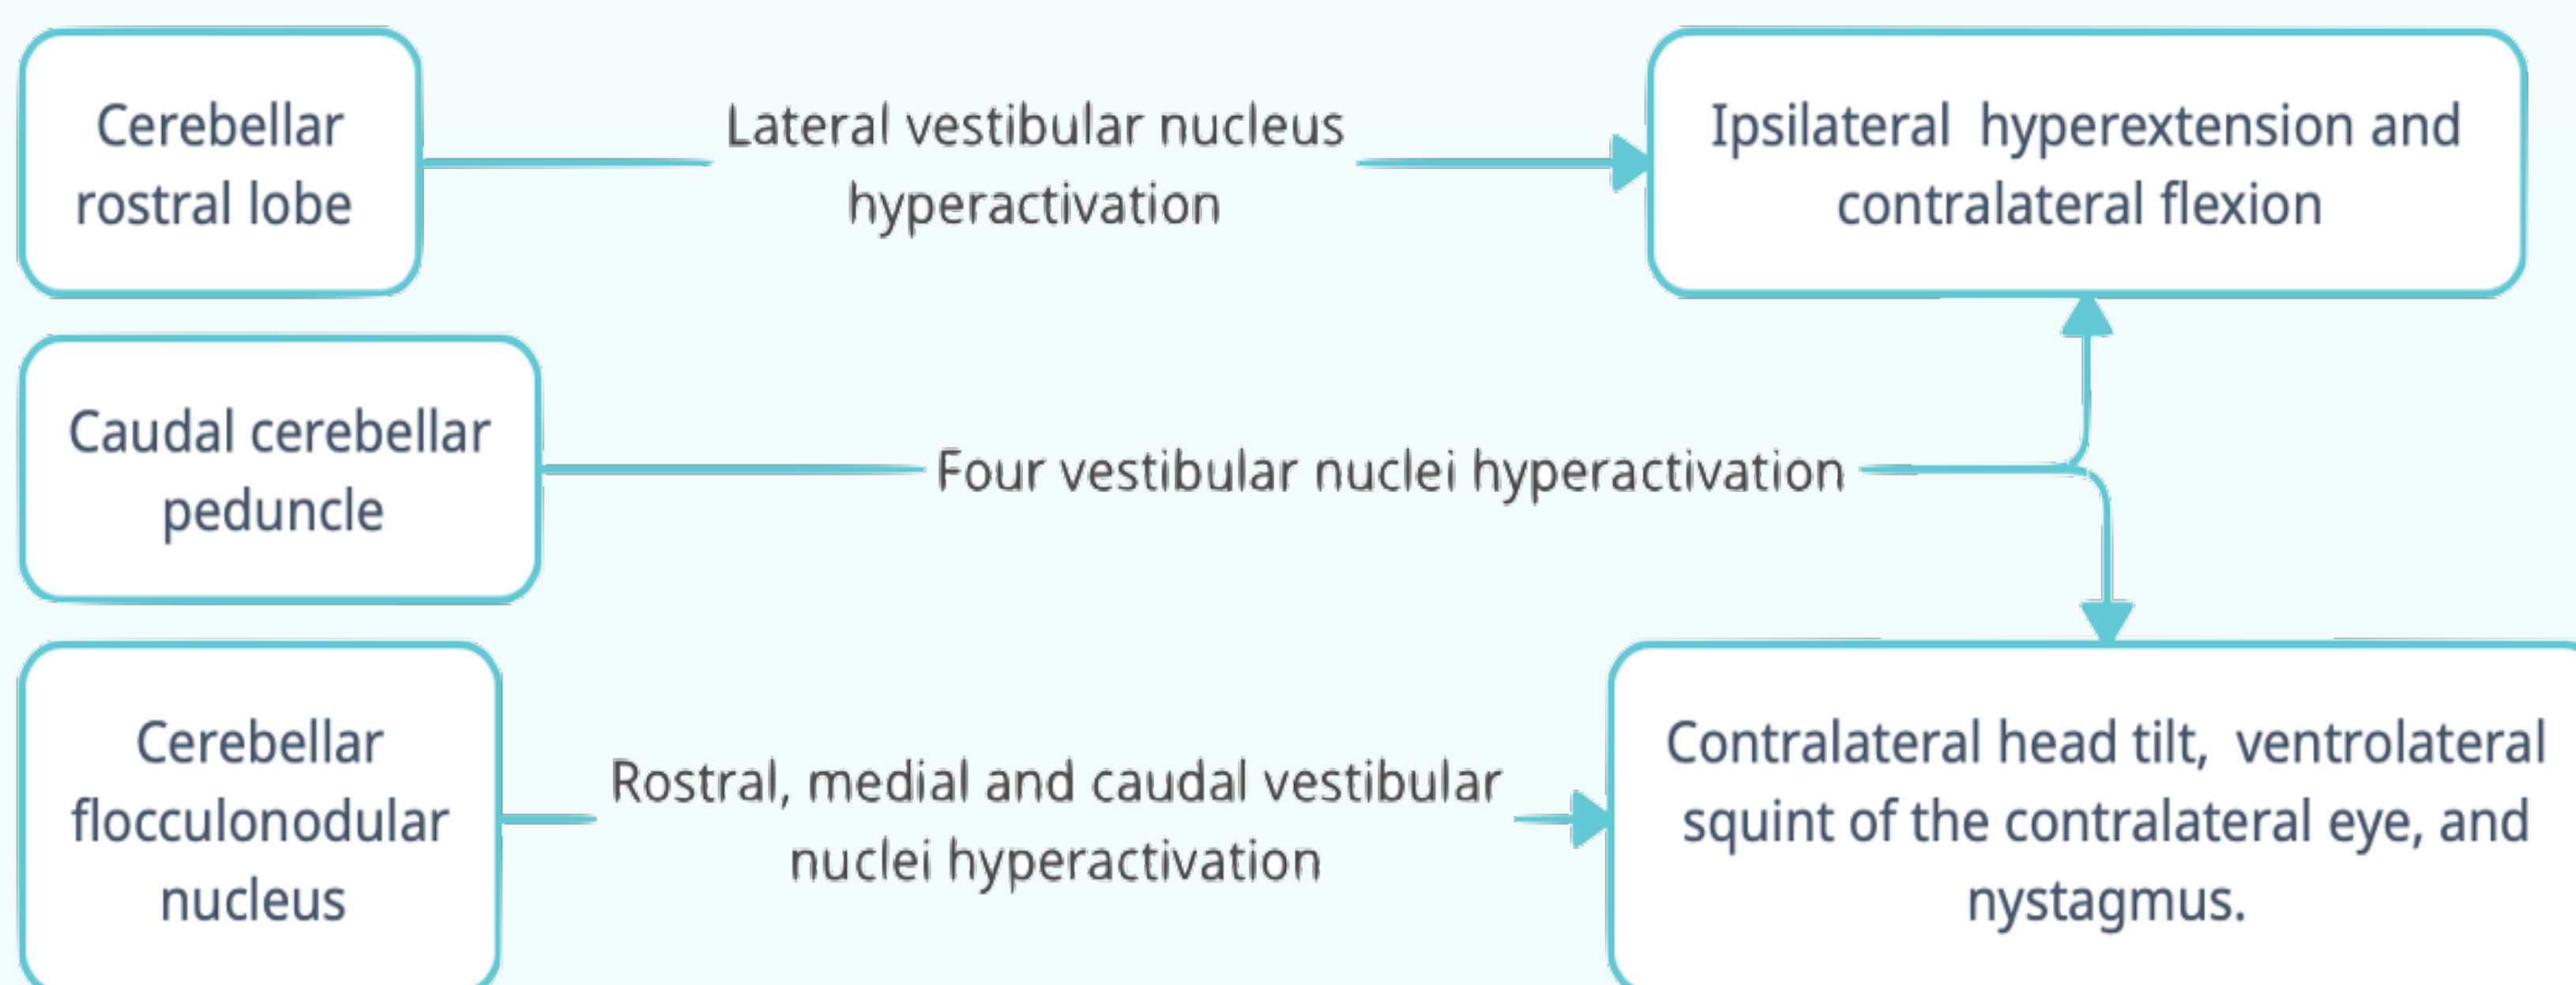 Cerebellar
rostral lobe
Lateral vestibular nucleus
hyperactivation
Ipsilateral  hyperextension and
contralateral flexion
Caudal cerebellar
peduncle
Four vestibular nuclei hyperactivation
Cerebellar
flocculonodular
nucleus
Rostral, medial and caudal vestibular
nuclei hyperactivation
Contralateral head tilt,  ventrolateral
squint of the contralateral eye, and
nystagmus.